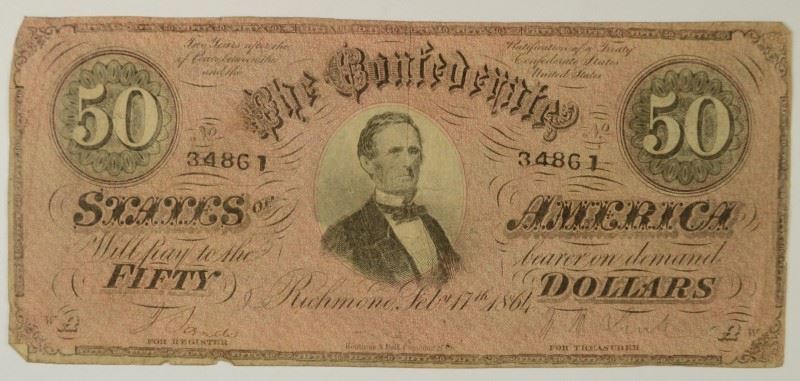 Two Years after the Ratification of a Treaty
of Peace between the Confederate States
and the United States
50 The Confederate 50
No No
34861 34861
STATES OF AMERICA
Will pay to the bearer on demand
FIFTY DOLLARS
Richmond, Feby 17th 1864
FOR REGISTER FOR TREASURER